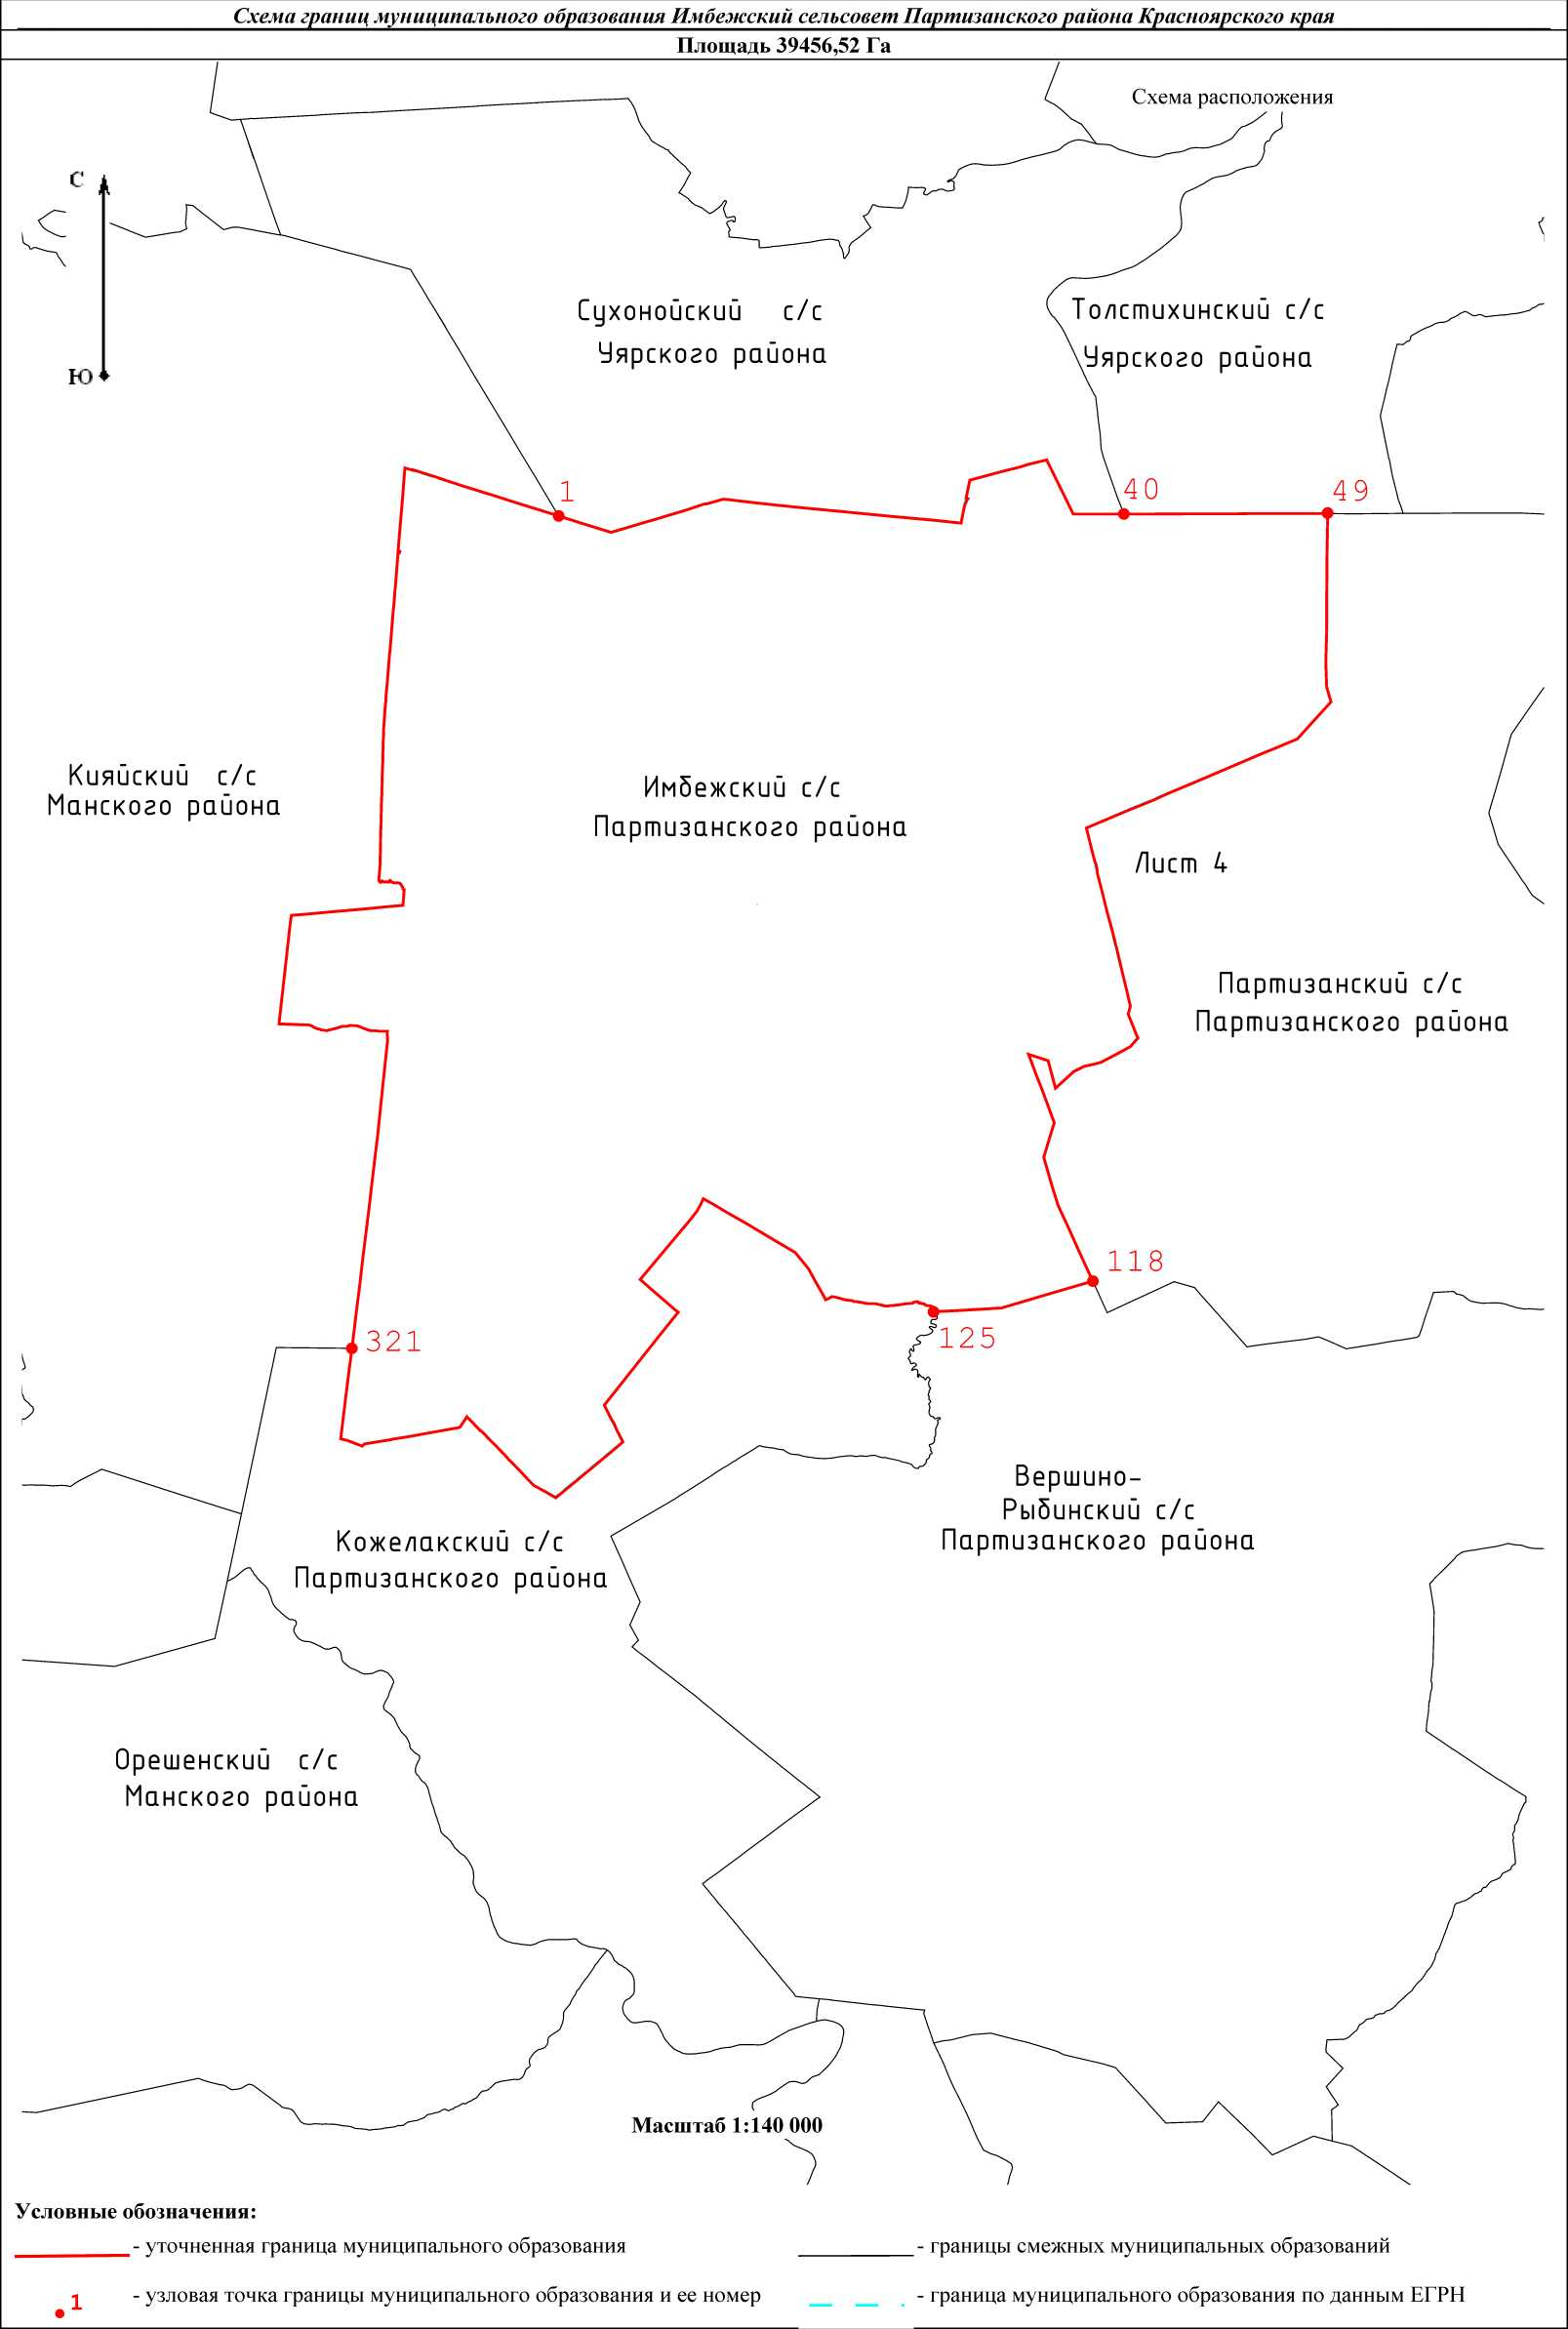 Схема границ муниципального образования Имбежский сельсовет Партизанского района Красноярского края
Площадь 39456,52 Га
Схема расположения
С
Ю
Сухонойский с/с
Уярского района
Толстихинский с/с
Уярского района
1
40
49
Кияйский с/с
Манского района
Имбежский с/с
Партизанского района
Лист 4
Партизанский с/с
Партизанского района
118
125
321
Вершино-
Рыбинский с/с
Партизанского района
Кожелакский с/с
Партизанского района
Орешенский с/с
Манского района
Масштаб 1:140 000
Условные обозначения:
- уточненная граница муниципального образования
- границы смежных муниципальных образований
1 - узловая точка границы муниципального образования и ее номер
- граница муниципального образования по данным ЕГРН